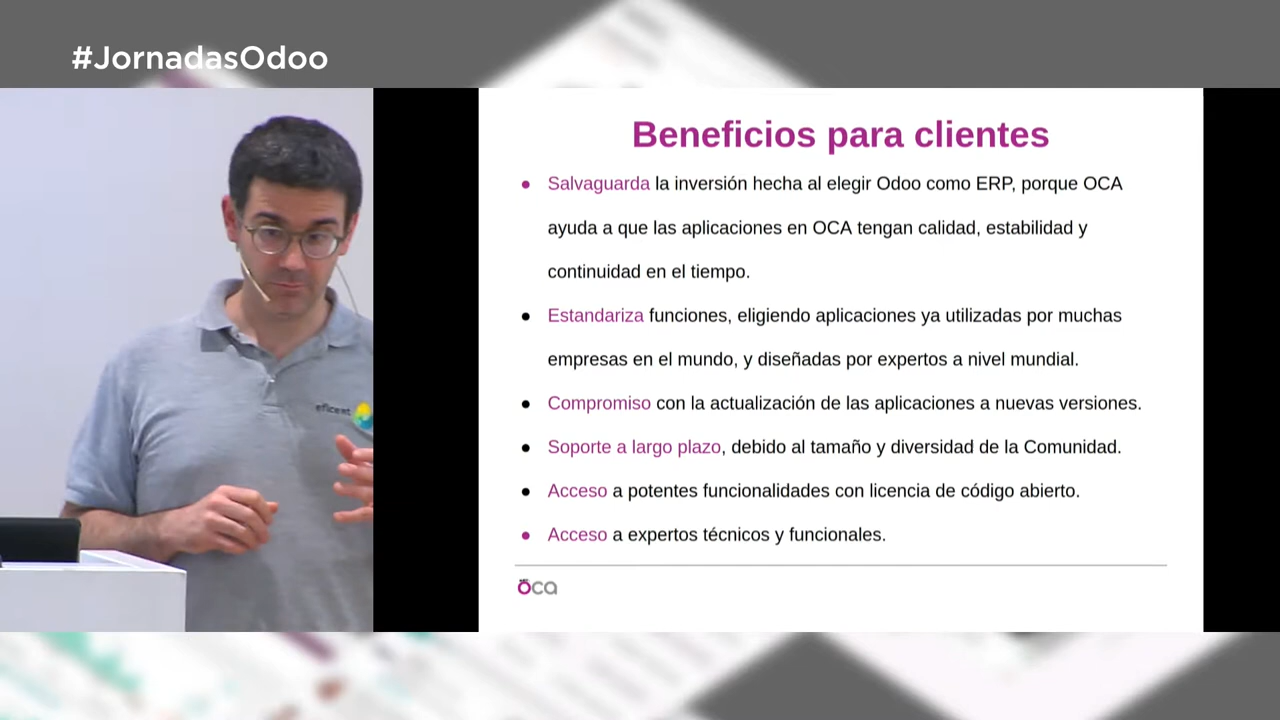 #JornadasOdoo
Beneficios para clientes
Salvaguarda la inversión hecha al elegir Odoo como ERP, porque OCA
ayuda a que las aplicaciones en OCA tengan calidad, estabilidad y
continuidad en el tiempo.
Estandariza funciones, eligiendo aplicaciones ya utilizadas por muchas
empresas en el mundo, y diseñadas por expertos a nivel mundial.
Compromiso con la actualización de las aplicaciones a nuevas versiones.
Soporte a largo plazo, debido al tamaño y diversidad de la Comunidad.
Acceso a potentes funcionalidades con licencia de código abierto.
Acceso a expertos técnicos y funcionales.
oca
eficent